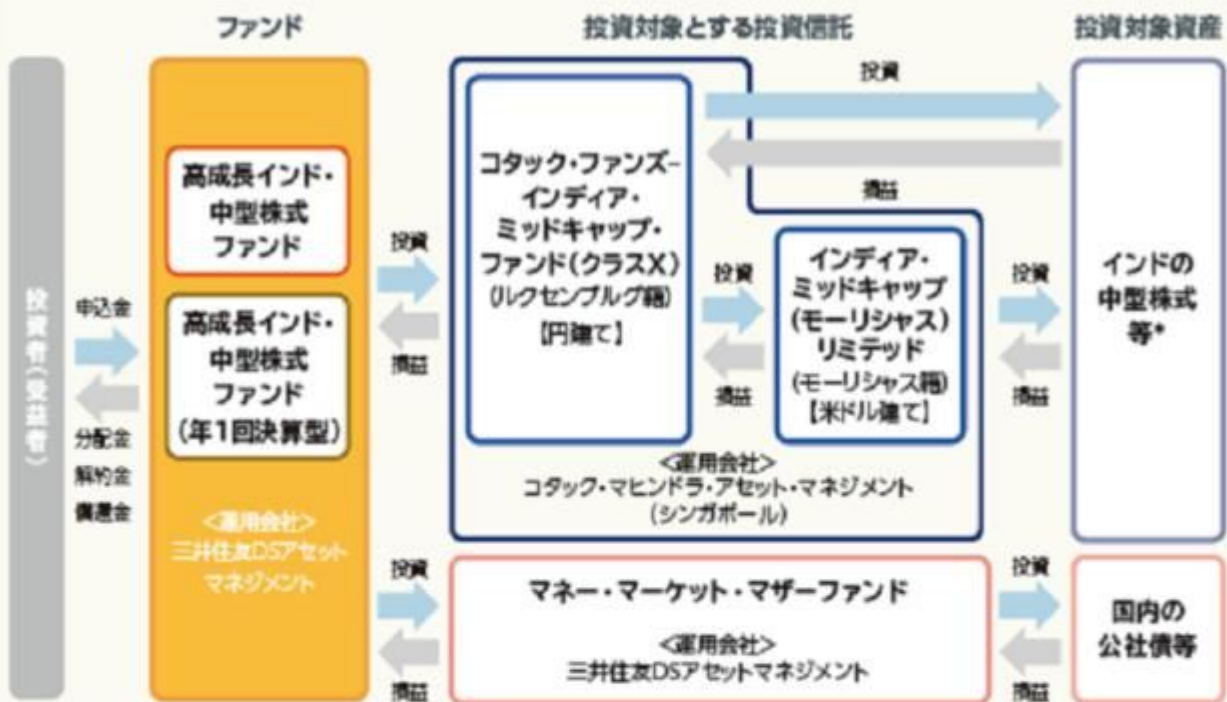 ファンド
投資対象とする投資信託
投資対象資産
投資者(受益者)
申込金
分配金
解約金
償還金
高成長インド・
中型株式
ファンド
高成長インド・
中型株式
ファンド
(年1回決算型)
<運用会社>
三井住友DSアセット
マネジメント
投資
損益
コタック・ファンズ–
インディア・
ミッドキャップ・
ファンド(クラスX)
(ルクセンブルグ籍)
【円建て】
投資
損益
投資
損益
インディア・
ミッドキャップ
(モーリシャス)
リミテッド
(モーリシャス籍)
【米ドル建て】
<運用会社>
コタック・マヒンドラ・アセット・マネジメント
(シンガポール)
投資
損益
インドの
中型株式
等*
投資
損益
マネー・マーケット・マザーファンド
<運用会社>
三井住友DSアセットマネジメント
投資
損益
国内の
公社債等